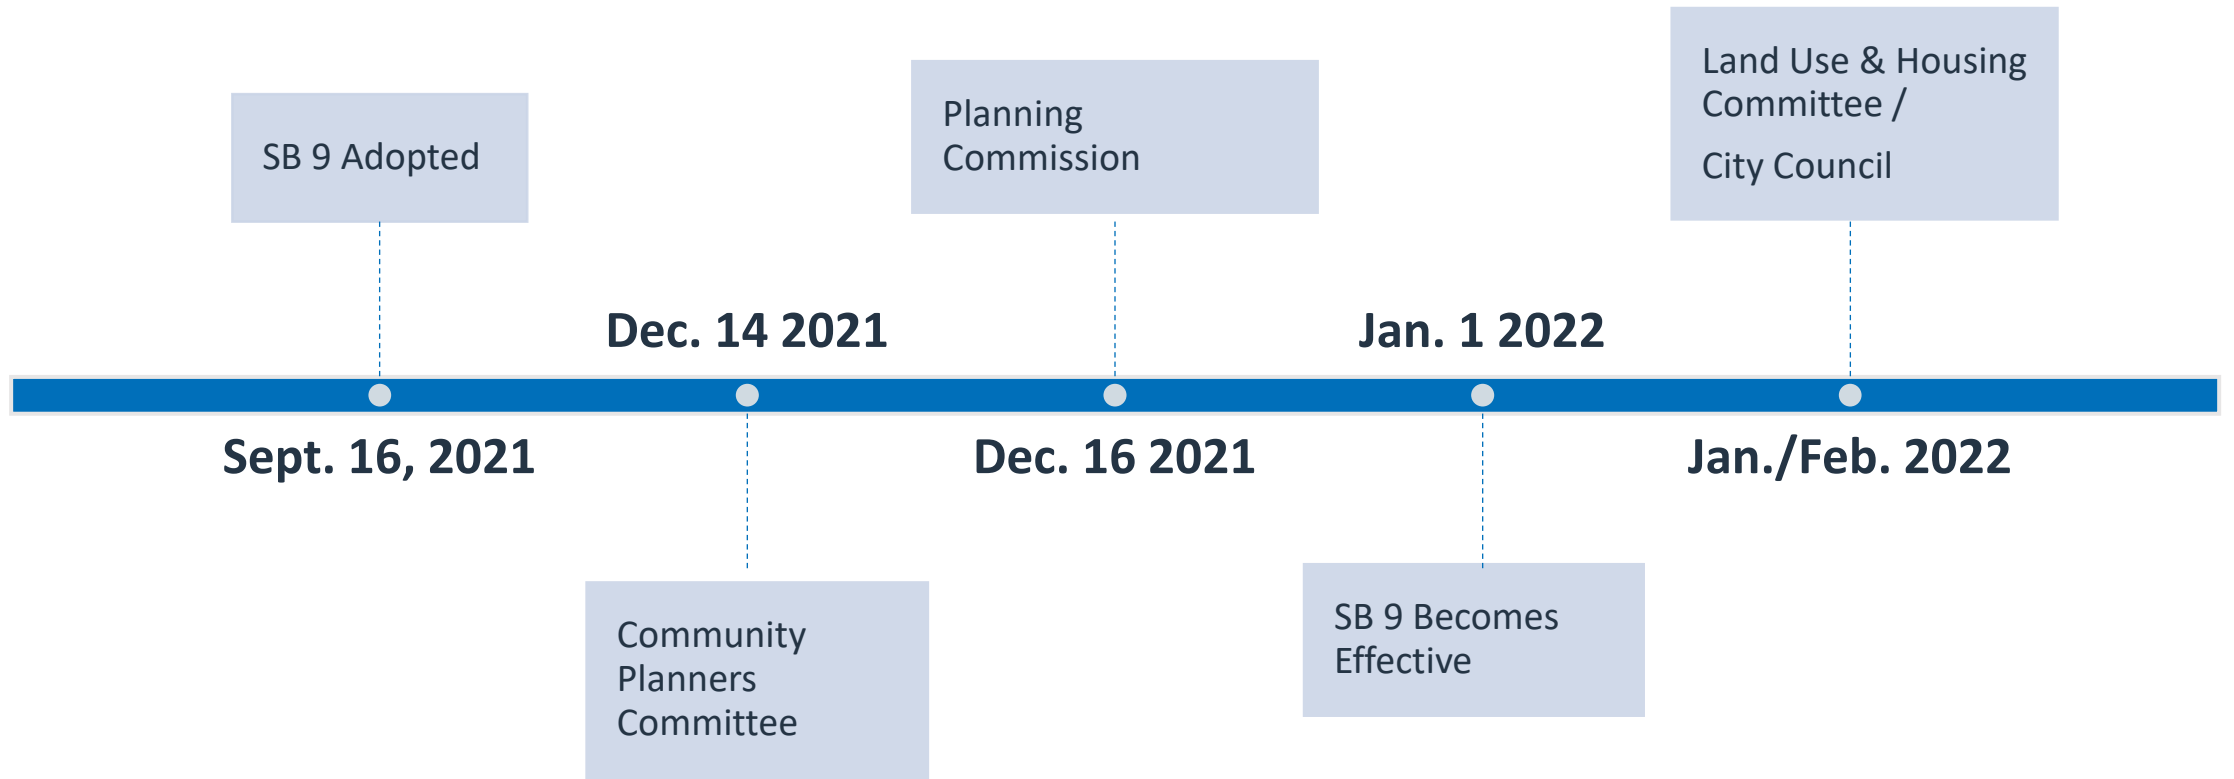 SB 9 Adopted
Sept. 16, 2021
Dec. 14 2021
Community
Planners
Committee
Planning
Commission
Dec. 16 2021
Jan. 1 2022
SB 9 Becomes
Effective
Land Use & Housing
Committee /
City Council
Jan./Feb. 2022